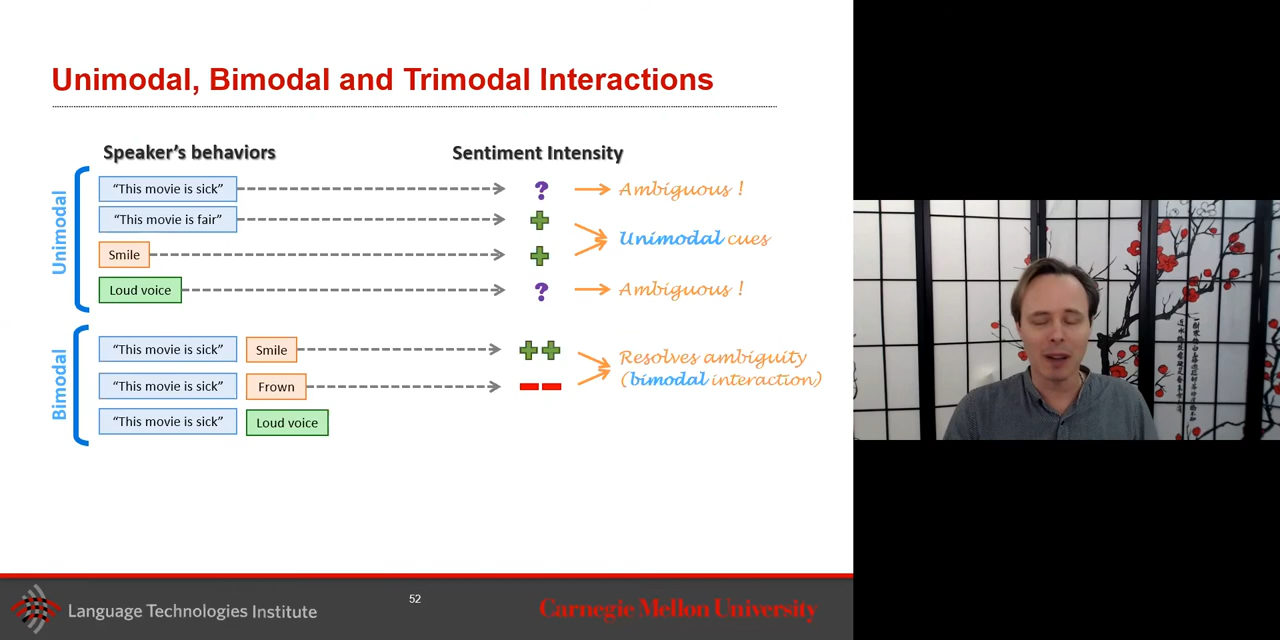 Unimodal, Bimodal and Trimodal Interactions
Speaker's behaviors
Sentiment Intensity
Unimodal
“This movie is sick”
?
Ambiguous !
“This movie is fair”
Unimodal cues
Smile
Loud voice
?
Ambiguous !
Bimodal
“This movie is sick”
Smile
Resolves ambiguity
(bimodal interaction)
“This movie is sick”
Frown
“This movie is sick”
Loud voice
Language Technologies Institute
52
Carnegie Mellon University